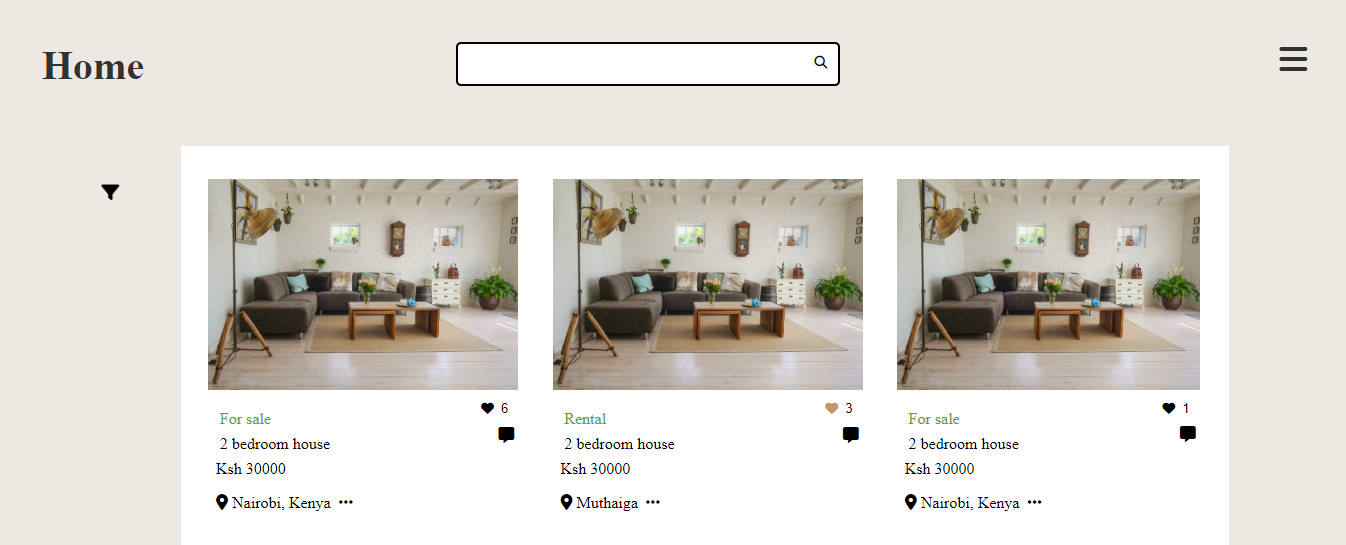 Home
For sale
6
2 bedroom house
Ksh 30000
Nairobi, Kenya
Rental
3
2 bedroom house
Ksh 30000
Muthaiga
For sale
1
2 bedroom house
Ksh 30000
Nairobi, Kenya